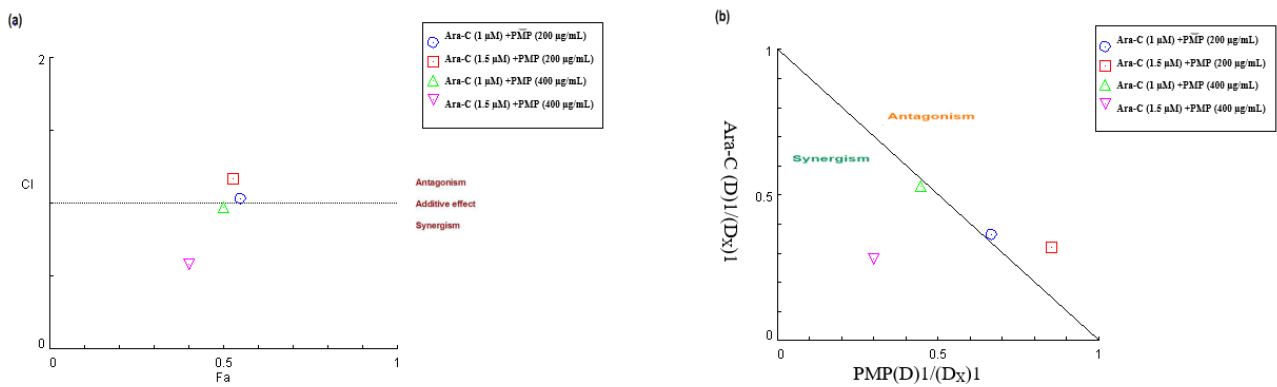 (a)
Ara-C (1 µM) +PMP (200 µg/mL)
Ara-C (1.5 µM) +PMP (200 µg/mL)
Ara-C (1 µM) +PMP (400 µg/mL)
Ara-C (1.5 µM) +PMP (400 µg/mL)
2
CI
0
Antagonism
Additive effect
Synergism
0
0.5
1
Fa
(b)
Ara-C (1 µM) +PMP (200 µg/mL)
Ara-C (1.5 µM) +PMP (200 µg/mL)
Ara-C (1 µM) +PMP (400 µg/mL)
Ara-C (1.5 µM) +PMP (400 µg/mL)
1
Antagonism
Synergism
0.5
Ara-C (D)1/(DX)1
0
0
0.5
1
PMP(D)1/(DX)1